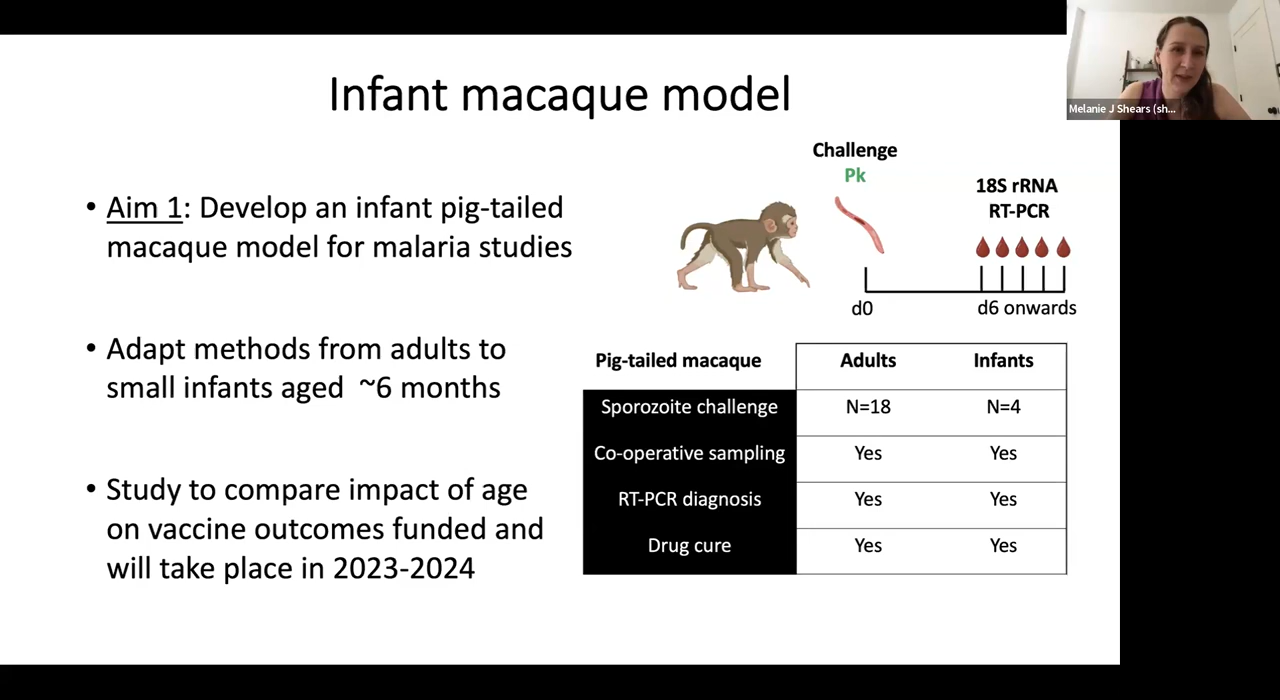 Infant macaque model
Melanie J Shears (sh...
• Aim 1: Develop an infant pig-tailed
macaque model for malaria studies
• Adapt methods from adults to
small infants aged ~6 months
• Study to compare impact of age
on vaccine outcomes funded and
will take place in 2023-2024
Challenge
Pk
18S rRNA
RT-PCR
d0
d6 onwards
Pig-tailed macaque Adults Infants
Sporozoite challenge N=18 N=4
Co-operative sampling Yes Yes
RT-PCR diagnosis Yes Yes
Drug cure Yes Yes